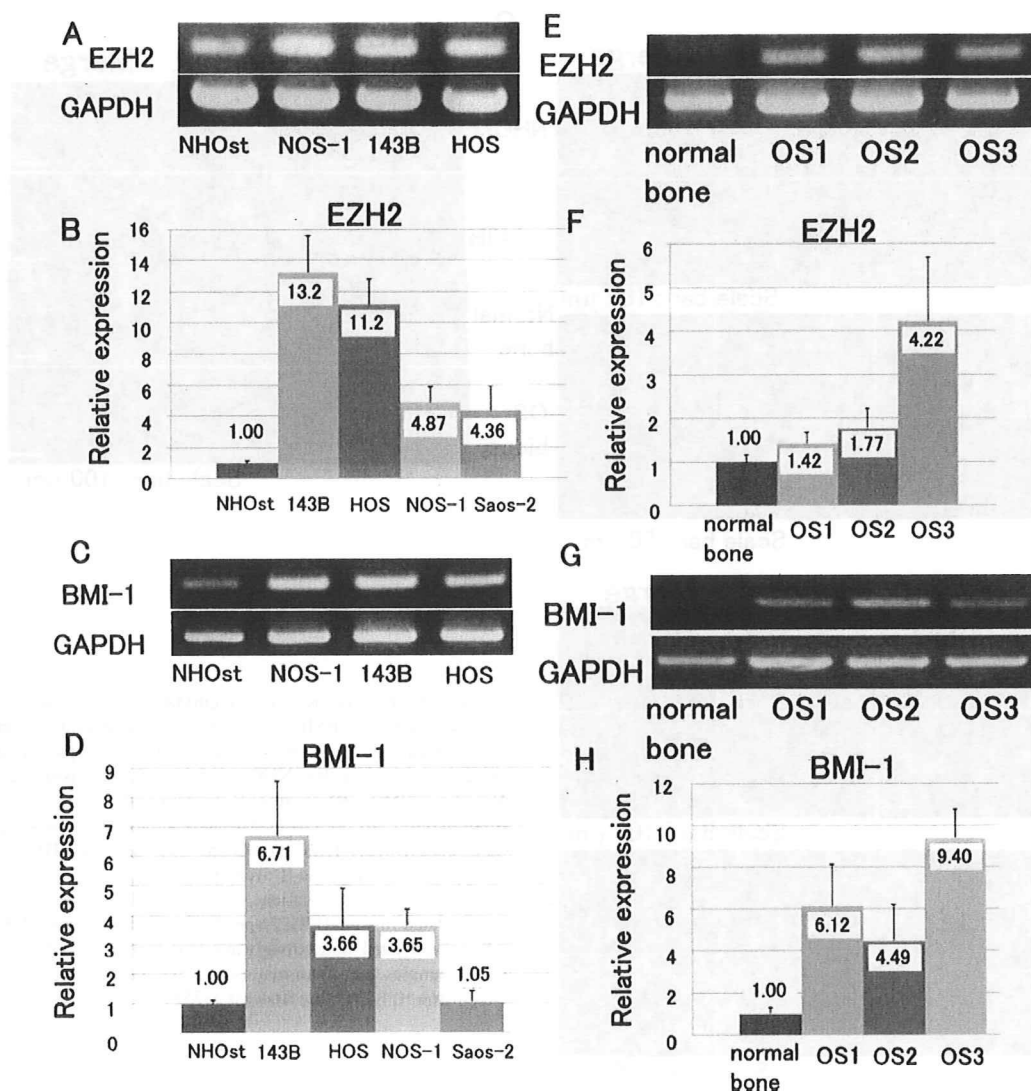 A
EZH2
GAPDH
NHOst NOS-1 143B HOS
B
EZH2
Relative expression
16
14
12
10
8
6
4
2
0
1.00
13.2
11.2
4.87
4.36
NHOst 143B HOS NOS-1 Saos-2
C
BMI-1
GAPDH
NHOst NOS-1 143B HOS
D
BMI-1
Relative expression
9
8
7
6
5
4
3
2
1
0
1.00
6.71
3.66
3.65
1.05
NHOst 143B HOS NOS-1 Saos-2
E
EZH2
GAPDH
normal bone OS1 OS2 OS3
F
EZH2
Relative expression
6
5
4
3
2
1
0
1.00
1.42
1.77
4.22
normal bone OS1 OS2 OS3
G
BMI-1
GAPDH
normal bone OS1 OS2 OS3
H
BMI-1
Relative expression
12
10
8
6
4
2
0
1.00
6.12
4.49
9.40
normal bone OS1 OS2 OS3